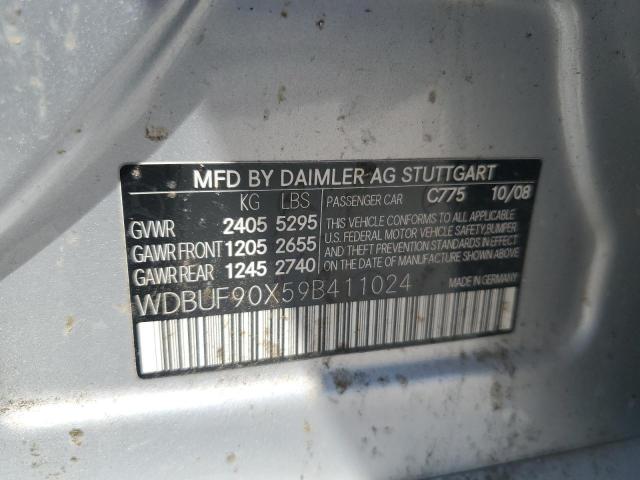 MFD BY DAIMLER AG STUTTGART
KG LBS PASSENGER CAR C775 10/08
GVWR 2405 5295 THIS VEHICLE CONFORMS TO ALL APPLICABLE
GAWR FRONT 1205 2655 U.S. FEDERAL MOTOR VEHICLE SAFETY, BUMPER
GAWR REAR 1245 2740 AND THEFT PREVENTION STANDARDS IN EFFECT
ON THE DATE OF MANUFACTURE SHOWN ABOVE.
WDBUF90X59B411024 MADE IN GERMANY